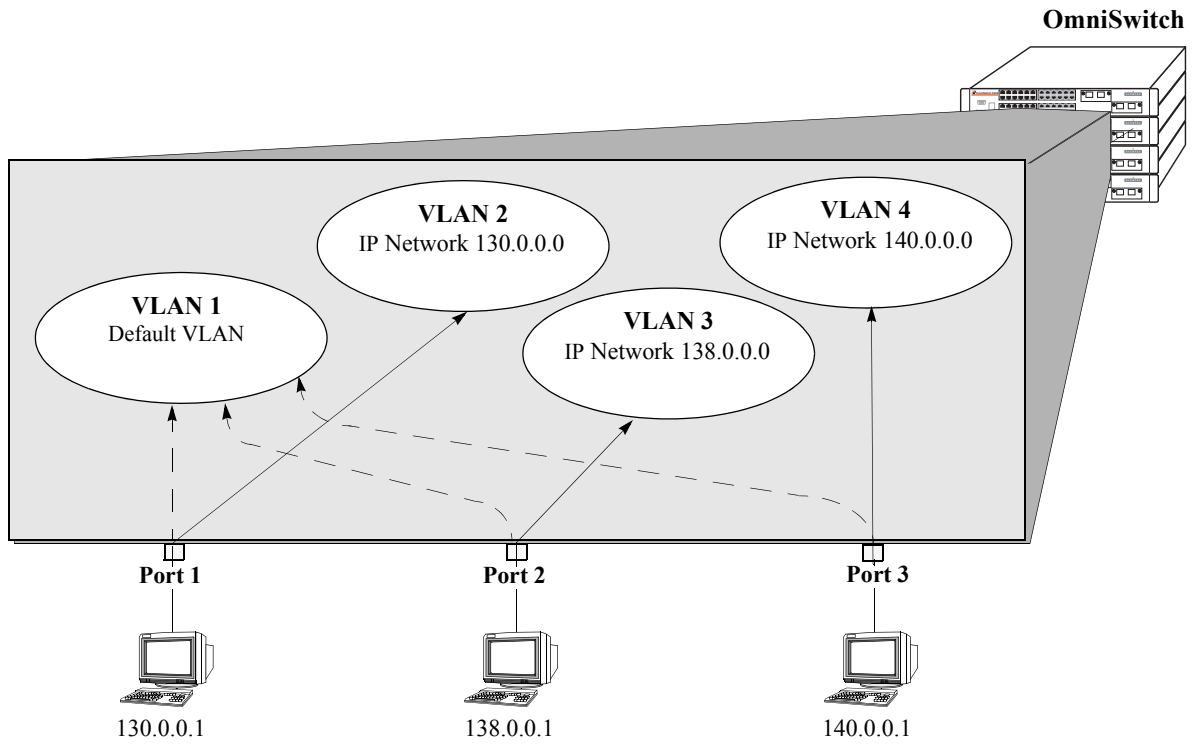 OmniSwitch
VLAN 2
IP Network 130.0.0.0
VLAN 4
IP Network 140.0.0.0
VLAN 1
Default VLAN
VLAN 3
IP Network 138.0.0.0
Port 1
Port 2
Port 3
130.0.0.1
138.0.0.1
140.0.0.1